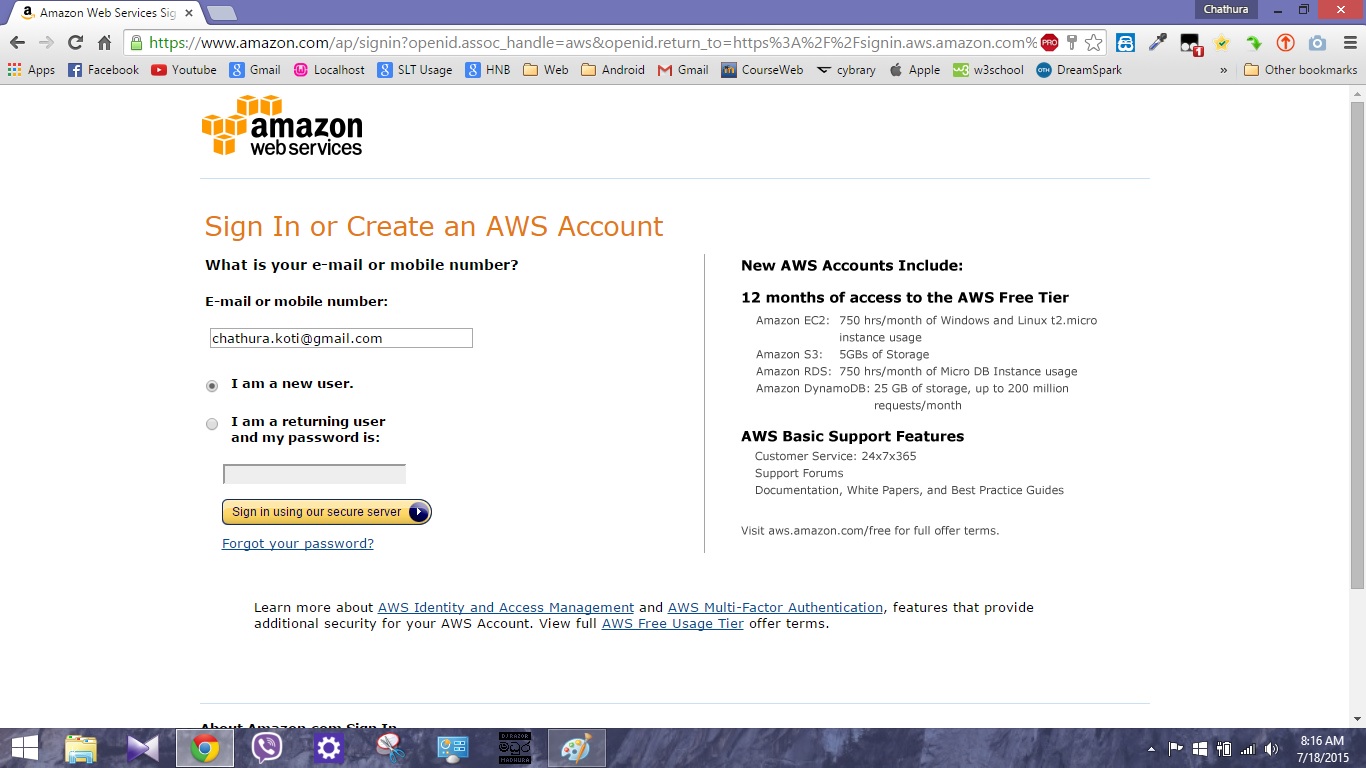 Amazon Web Services Sig
Chathura
https://www.amazon.com/ap/signin?openid.assoc_handle=aws&openid.return_to=https%3A%2F%2Fsignin.aws.amazon.com%
PRO
1
Apps Facebook Youtube Gmail Localhost SLT Usage HNB Web Android Gmail CourseWeb cybrary Apple w3school DreamSpark » Other bookmarks
amazon
web services
Sign In or Create an AWS Account
What is your e-mail or mobile number?
E-mail or mobile number:
chathura.koti@gmail.com
I am a new user.
I am a returning user
and my password is:
Sign in using our secure server
Forgot your password?
New AWS Accounts Include:
12 months of access to the AWS Free Tier
Amazon EC2: 750 hrs/month of Windows and Linux t2.micro
instance usage
Amazon S3: 5GBs of Storage
Amazon RDS: 750 hrs/month of Micro DB Instance usage
Amazon DynamoDB: 25 GB of storage, up to 200 million
requests/month
AWS Basic Support Features
Customer Service: 24x7x365
Support Forums
Documentation, White Papers, and Best Practice Guides
Visit aws.amazon.com/free for full offer terms.
Learn more about AWS Identity and Access Management and AWS Multi-Factor Authentication, features that provide
additional security for your AWS Account. View full AWS Free Usage Tier offer terms.
About Amazon.com Sign In
MADHURA
8:16 AM
7/18/2015